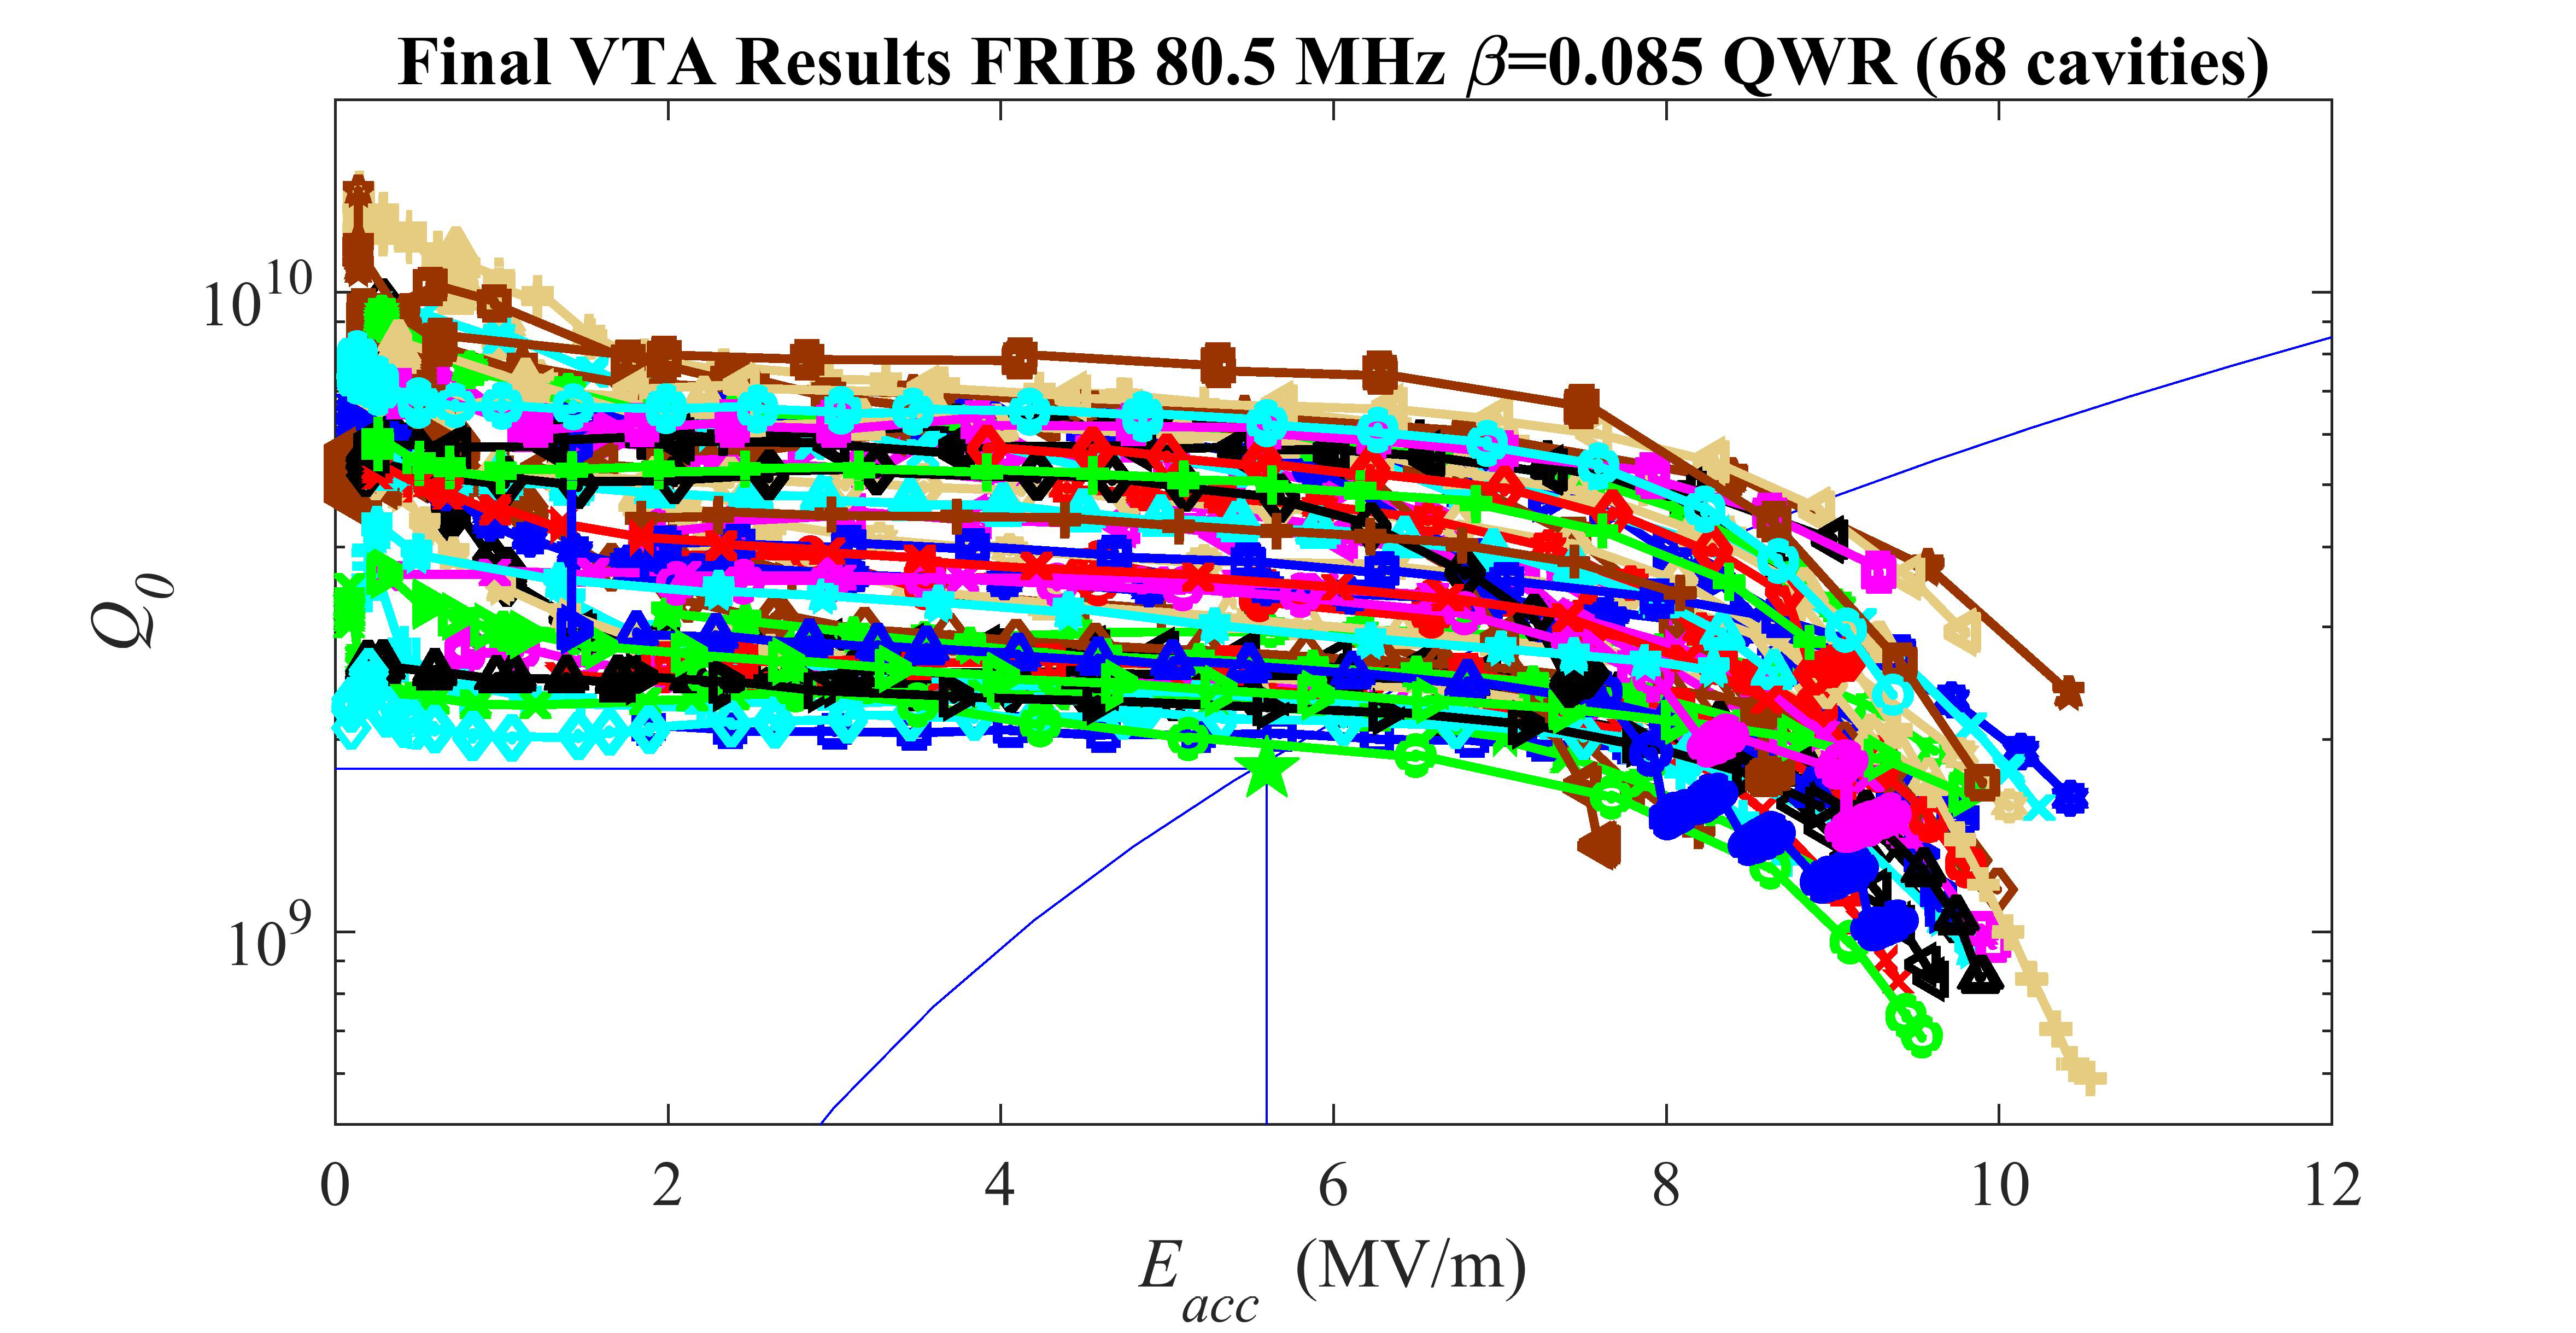 Final VTA Results FRIB 80.5 MHz β=0.085 QWR (68 cavities)
10^10
10^9
Q_0
0 2 4 6 8 10 12
E_acc (MV/m)